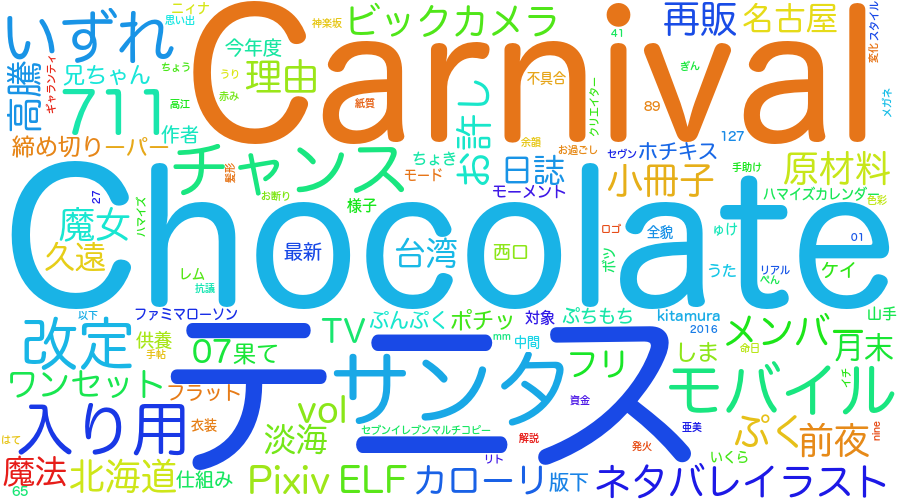 いずれ
Carnival
ビックカメラ
再販
名古屋
スタイル
変化
ニィナ
思い出
神楽坂
41
高騰
ギャランティ
兄ちゃん
ちょう
今年度
理由
うり
赤み
不具合
ぎん
クリエイター
89
メガネ
711
高江
紙質
作者
127
締め切り
ーパー
チャンス
お許し
余韻
お過ごし
セヴン
ホチキス
ちょき
モード
日誌
モーメント
小冊子
手助け
原材料
髪形
お断り
27
ハマイズ
様子
ハマイズカレンダー
色彩
Chocolate
魔女
久遠
最新
台湾
西口
ロゴ
全貌
ゅけ
01
ポツ
レム
抗議
うた
リアル
ぺん
ケイ
以下
ファミマローソン
TV
ぷんぷく
ポチッ
対象
ぷちもち
kitamura
2016
山手
改定
供養
手帖
07
果て
mm
中間
メンバー
月末
しま
命日
テース
サンタ
フリ
モバイル
ワンセット
フラット
イチ
資金
入り用
衣装
vol
淡海
セブンイレブンマルチコピー
亜美
ぷく
前夜
nine
はて
解説
発火
いくら
魔法
65
北海道
仕組み
Pixiv
ELF
カローリ
リト
版下
ネタバレイラスト